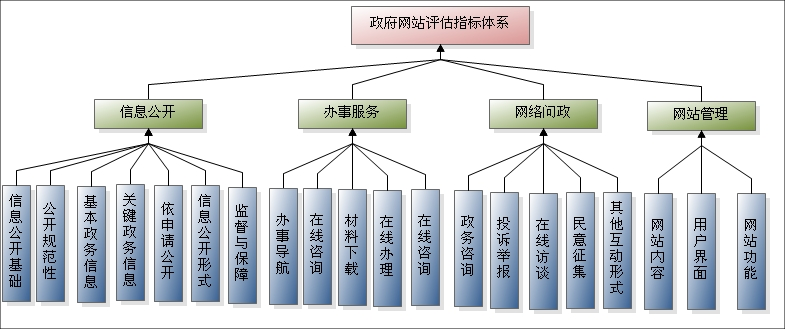 政府网站评估指标体系
信息公开
办事服务
网络问政
网站管理
信息公开基础
公开规范性
基本政务信息
关键政务信息
依申请公开
信息公开形式
监督与保障
办事导航
在线咨询
材料下载
在线办理
在线咨询
政务咨询
投诉举报
在线访谈
民意征集
其他互动形式
网站内容
用户界面
网站功能